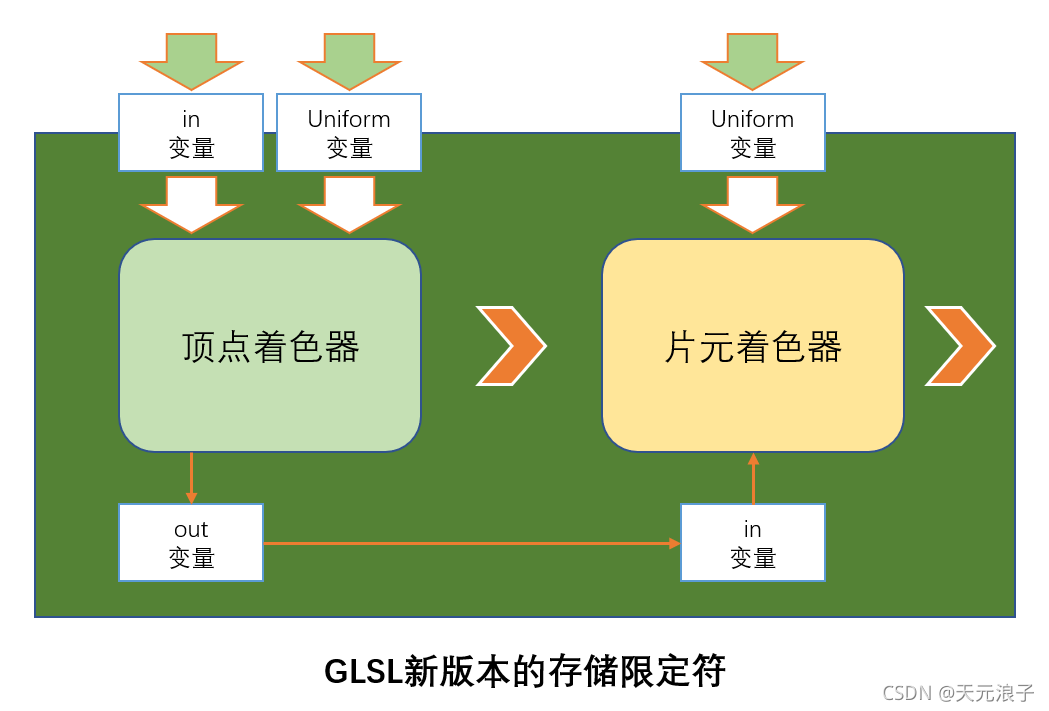 in
变量
Uniform
变量
Uniform
变量
顶点着色器
片元着色器
out
变量
in
变量
GLSL新版本的存储限定符
CSDN @天元浪子